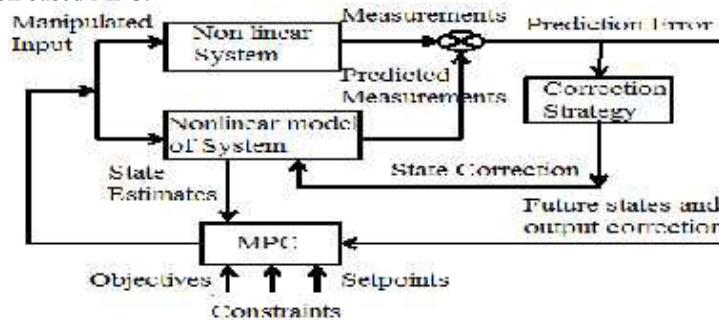 Manipulated
Input
Non linear
System
Measurements
Prediction Error
Predicted
Measurements
Correction
Strategy
Nonlinear model
of System
State
Estimates
State Correction
Future states and
output correction
MPC
Objectives
Setpoints
Constraints